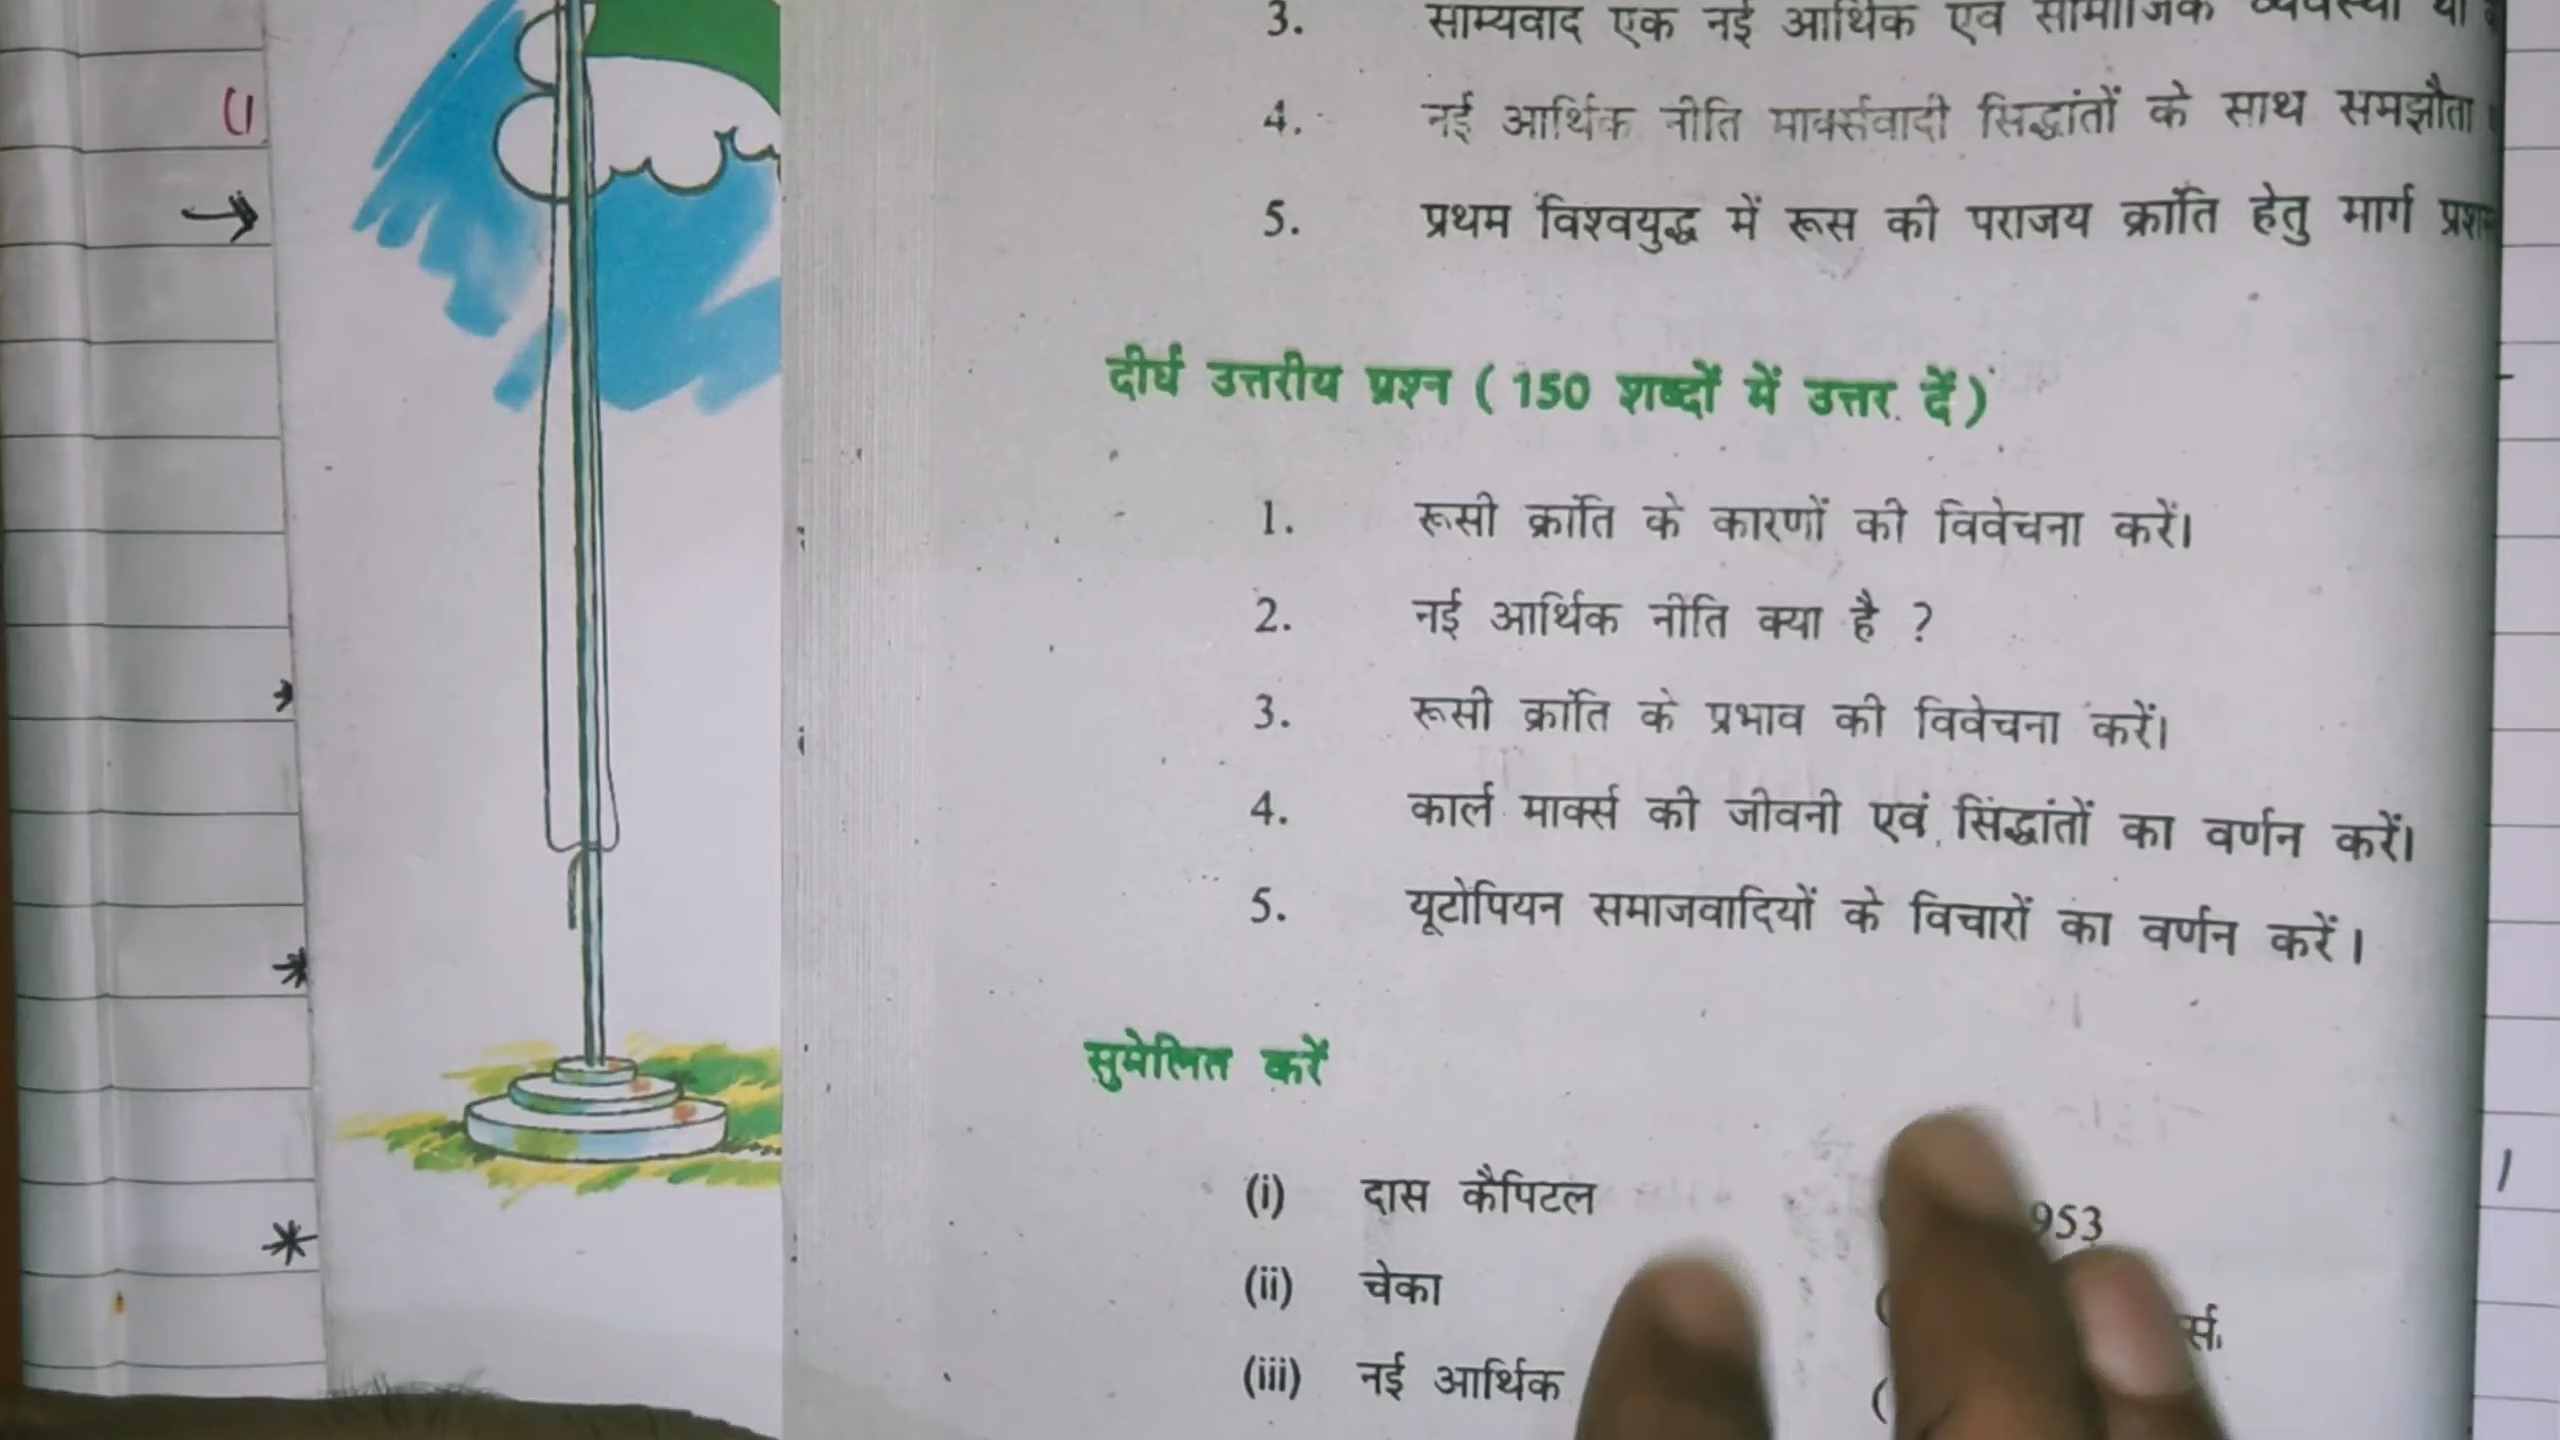 3. साम्यवाद एक नई आर्थिक एवं सामाजिक व्यवस्था थी
4. नई आर्थिक नीति मार्क्सवादी सिद्धांतों के साथ समझौता
5. प्रथम विश्वयुद्ध में रूस की पराजय क्रांति हेतु मार्ग
दीर्घ उत्तरीय प्रश्न ( 150 शब्दों में उत्तर दें )
1. रूसी क्रांति के कारणों की विवेचना करें।
2. नई आर्थिक नीति क्या है ?
3. रूसी क्रांति के प्रभाव की विवेचना करें।
4. कार्ल मार्क्स की जीवनी एवं सिंद्धांतों का वर्णन करें।
5. यूटोपियन समाजवादियों के विचारों का वर्णन करें।
सुमेलित करें
(i) दास कैपिटल 953
(ii) चेका
(iii) नई आर्थिक